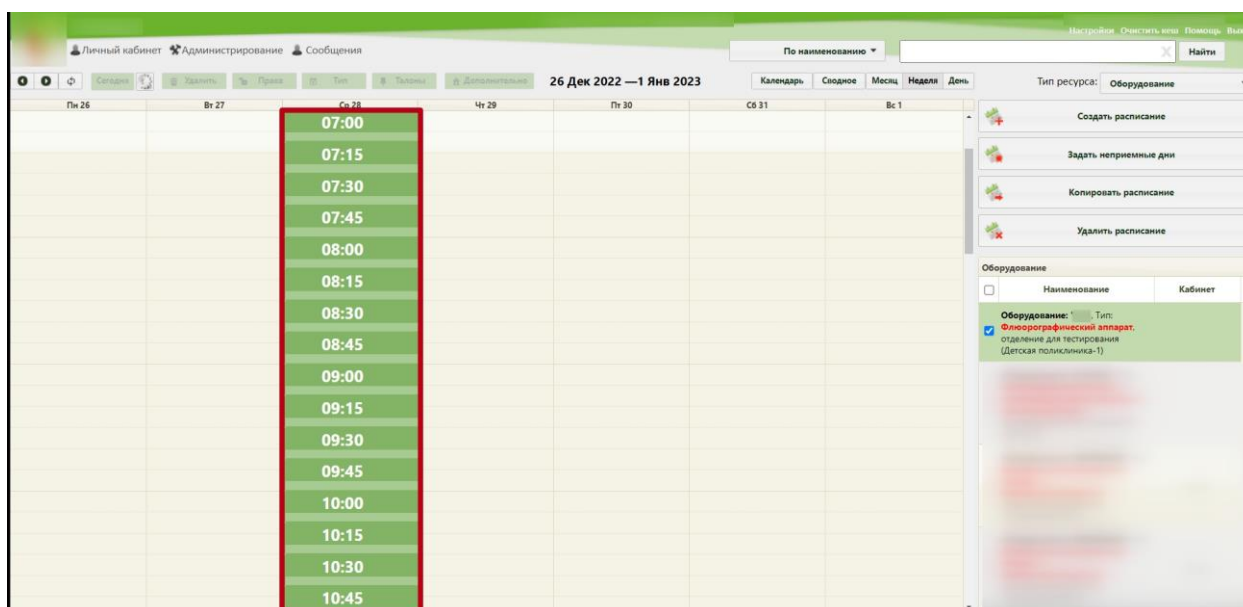 Настройки Очистить кеш Помощь
Личный кабинет Администрирование Сообщения
По наименованию
Найти
Сегодня Удалить Права Тип Талоны Дополнительно
26 Дек 2022 —1 Янв 2023
Календарь Сводное Месяц Неделя День
Тип ресурса: Оборудование
Пн 26 Вт 27 Ср 28 Чт 29 Пт 30 Сб 31 Вс 1
07:00
07:15
07:30
07:45
08:00
08:15
08:30
08:45
09:00
09:15
09:30
09:45
10:00
10:15
10:30
10:45
Создать расписание
Задать неприемные дни
Копировать расписание
Удалить расписание
Оборудование
Наименование Кабинет
Оборудование: Тип:
Флюорографический аппарат,
отделение для тестирования
(Детская поликлиника-1)